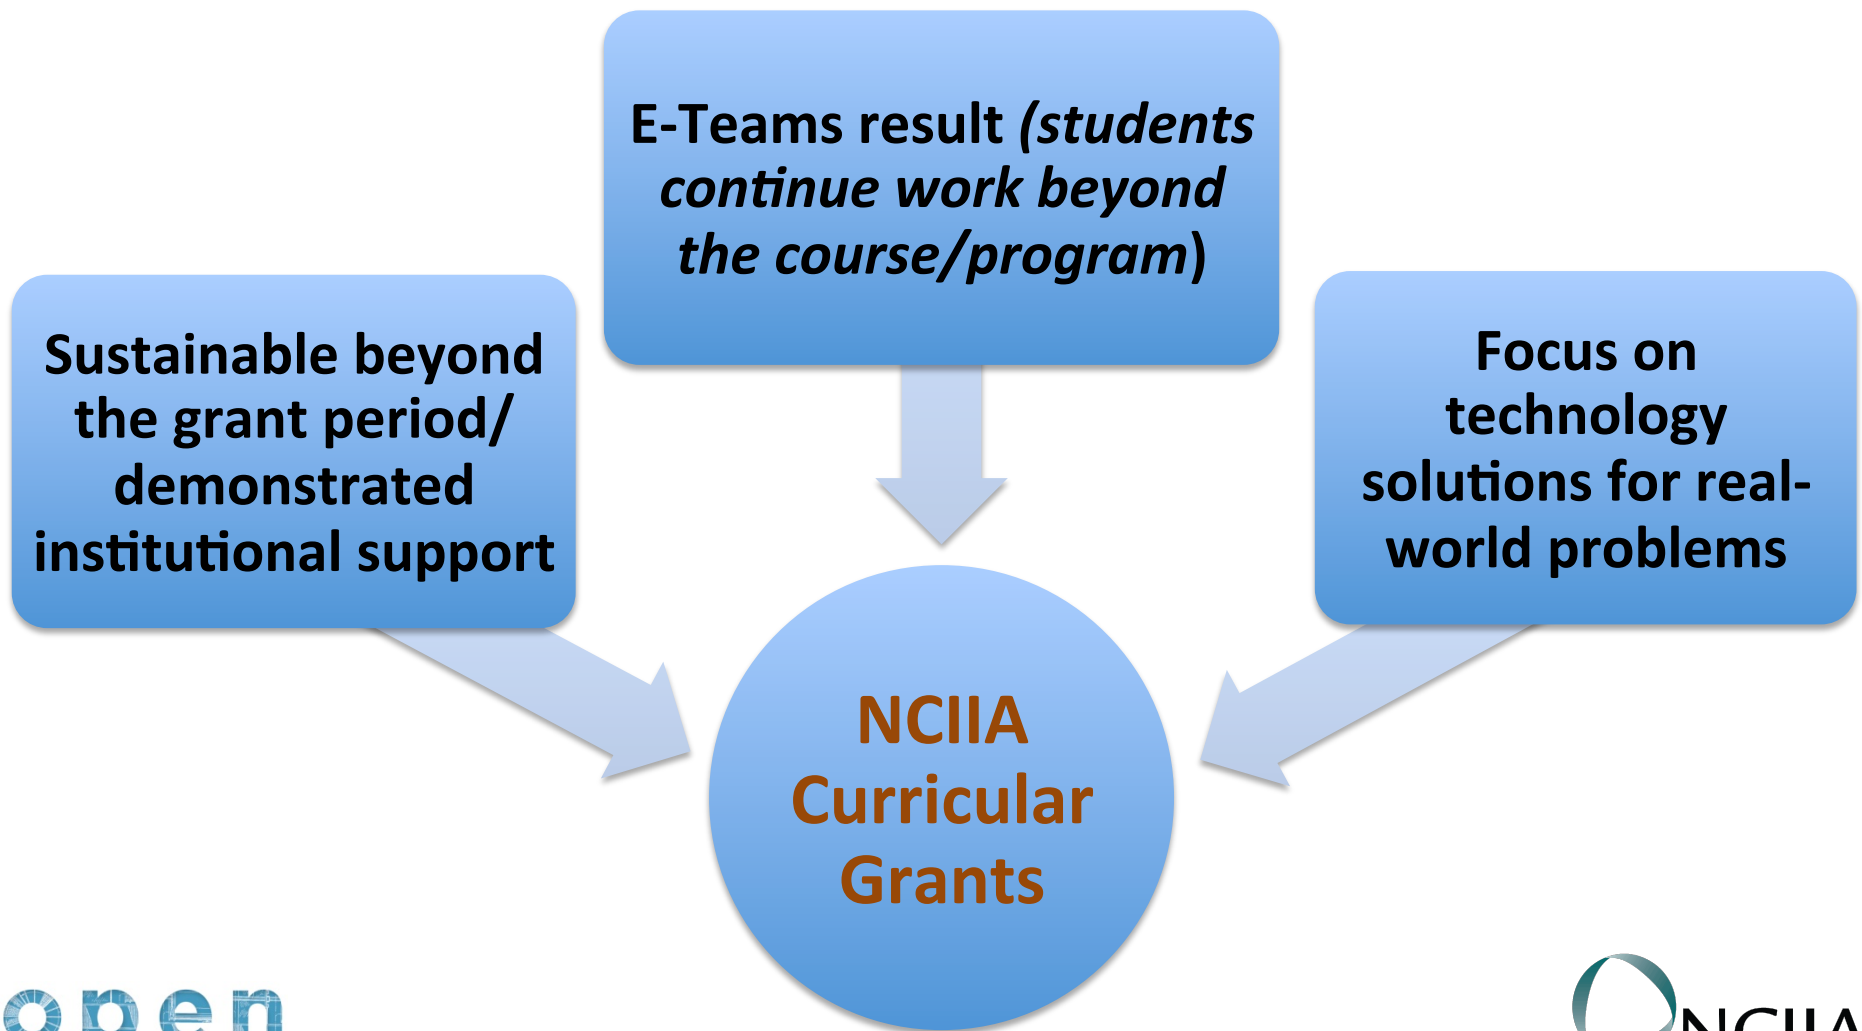 E-Teams result (students
continue work beyond
the course/program)
Sustainable beyond
the grant period/
demonstrated
institutional support
Focus on
technology
solutions for real-
world problems
NCIIA
Curricular
Grants
open
NCIIA